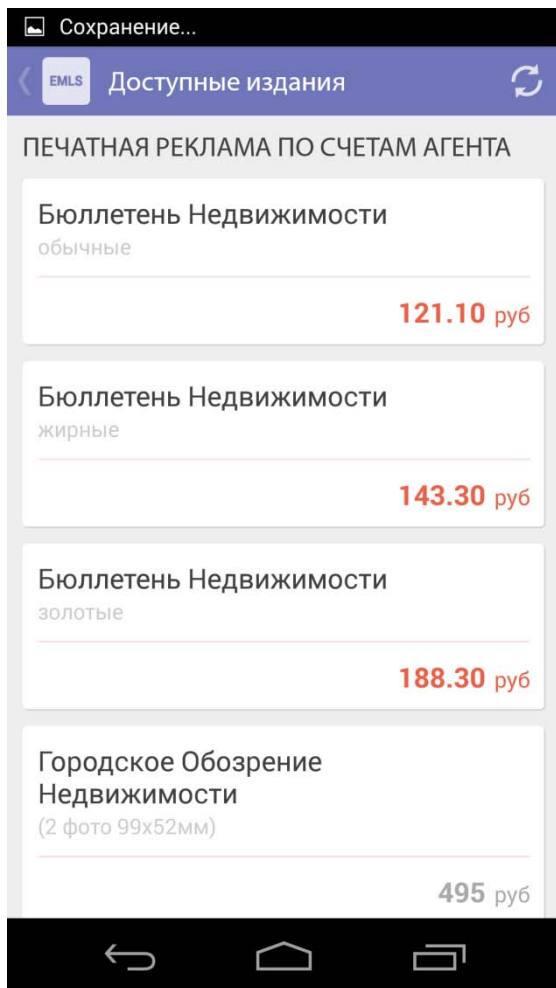 Сохранение...
EMLS Доступные издания
ПЕЧАТНАЯ РЕКЛАМА ПО СЧЕТАМ АГЕНТА
Бюллетень Недвижимости
обычные
121.10 руб
Бюллетень Недвижимости
жирные
143.30 руб
Бюллетень Недвижимости
золотые
188.30 руб
Городское Обозрение
Недвижимости
(2 фото 99х52мм)
495 руб